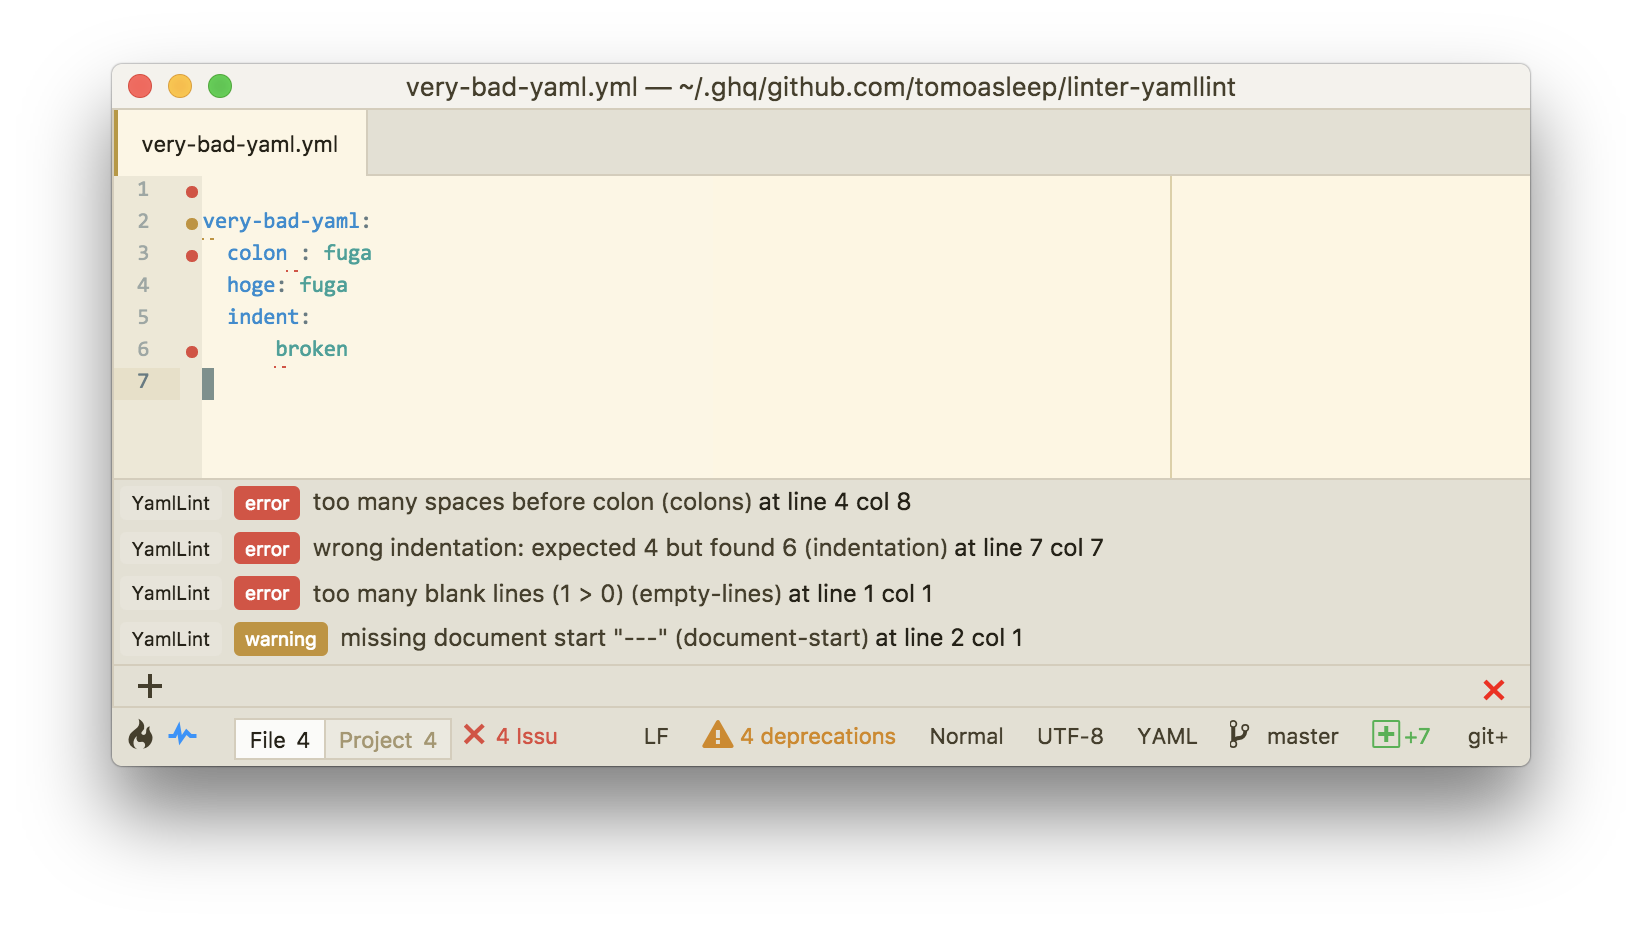 very-bad-yaml.yml — ~/.ghq/github.com/tomoasleep/linter-yamllint
very-bad-yaml.yml
1
2 very-bad-yaml:
3 colon : fuga
4 hoge: fuga
5 indent:
6 broken
7
YamlLint error too many spaces before colon (colons) at line 4 col 8
YamlLint error wrong indentation: expected 4 but found 6 (indentation) at line 7 col 7
YamlLint error too many blank lines (1 > 0) (empty-lines) at line 1 col 1
YamlLint warning missing document start "---" (document-start) at line 2 col 1
File 4 Project 4 4 Issu LF 4 deprecations Normal UTF-8 YAML master +7 git+